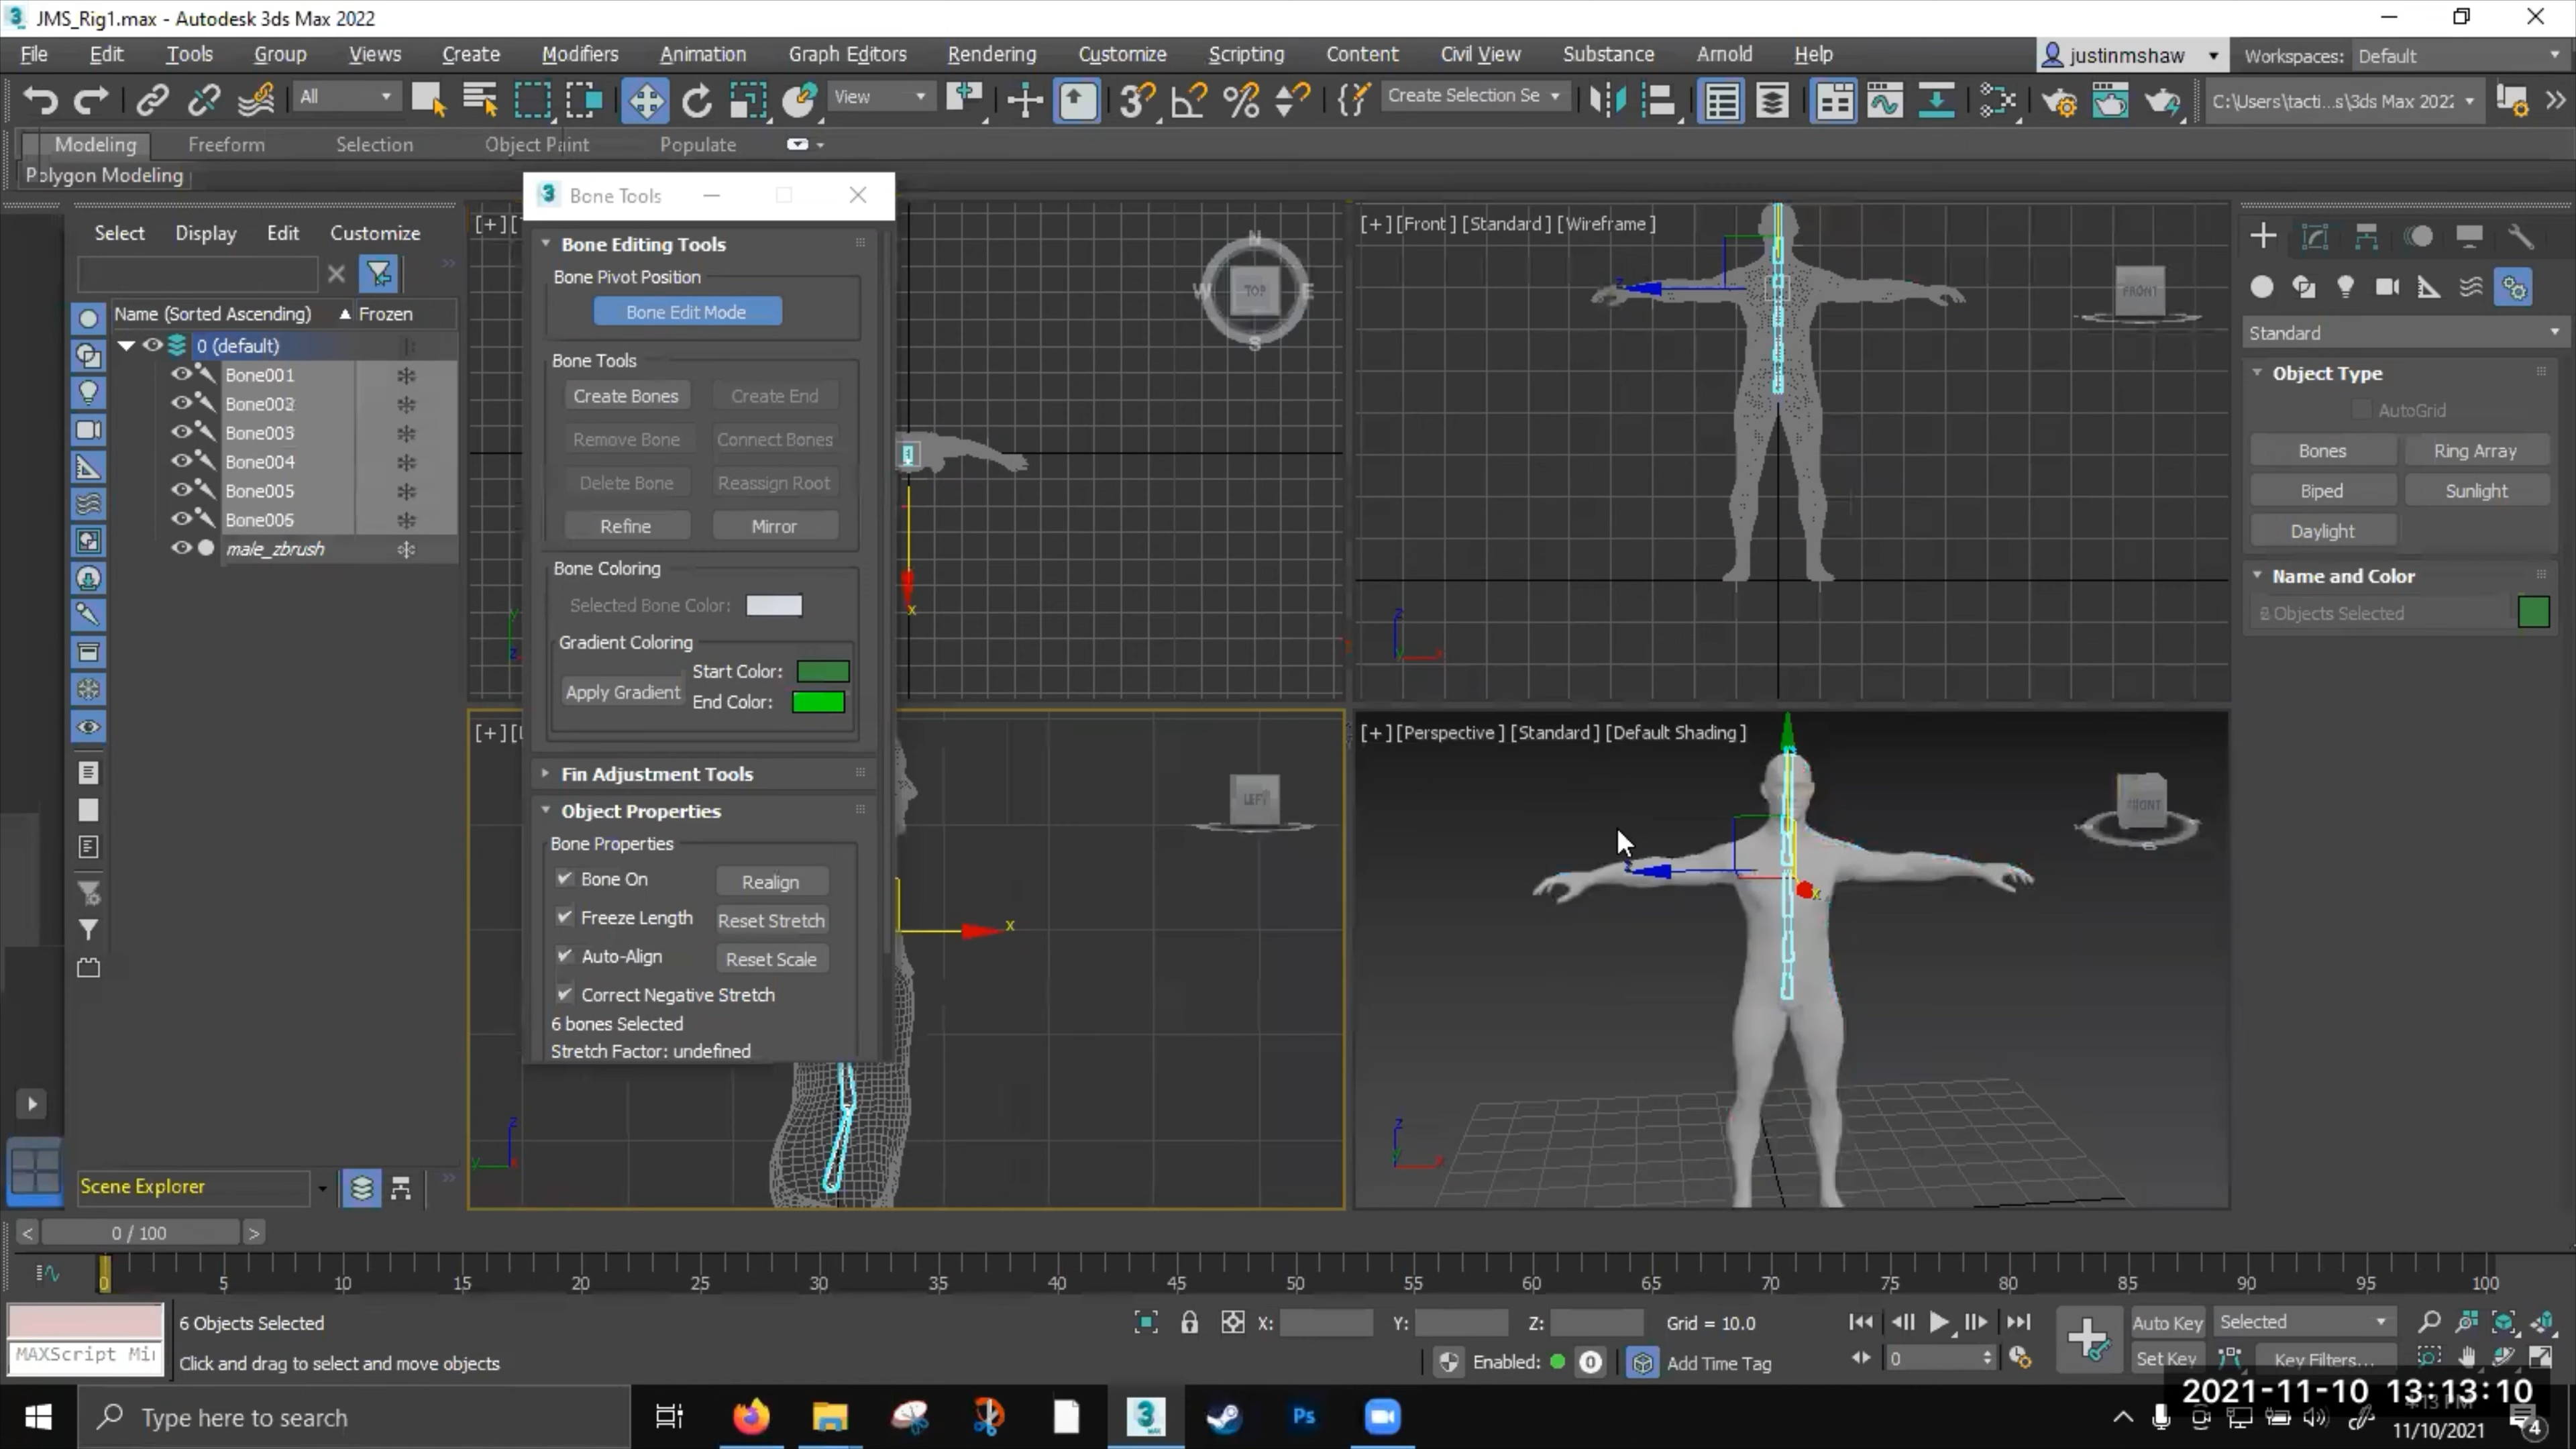 JMS_Rig1.max - Autodesk 3ds Max 2022
File Edit Tools Group Views Create Modifiers Animation Graph Editors Rendering Customize Scripting Content Civil View Substance Arnold Help justinmshaw Workspaces: Default
All View Create Selection Se C:\Users\tacti...s\3ds Max 2022
Modeling Freeform Selection Object Paint Populate
Polygon Modeling
Select Display Edit Customize
Name (Sorted Ascending) Frozen
0 (default)
Bone001
Bone002
Bone003
Bone004
Bone005
Bone006
male_zbrush
Scene Explorer
Bone Tools
Bone Editing Tools
Bone Pivot Position
Bone Edit Mode
Bone Tools
Create Bones Create End
Remove Bone Connect Bones
Delete Bone Reassign Root
Refine Mirror
Bone Coloring
Selected Bone Color:
Gradient Coloring
Start Color:
Apply Gradient
End Color:
Fin Adjustment Tools
Object Properties
Bone Properties
Bone On Realign
Freeze Length Reset Stretch
Auto-Align Reset Scale
Correct Negative Stretch
6 bones Selected
Stretch Factor: undefined
[+] [
N
W TOP E
S
x
[+] [Front ] [Standard ] [Wireframe ]
FRONT
z
[+] [L
LEFT
x
z
y
[+] [Perspective ] [Standard ] [Default Shading ]
FRONT
x
z
Standard
Object Type
AutoGrid
Bones Ring Array
Biped Sunlight
Daylight
Name and Color
Objects Selected
< 0 / 100 >
0 5 10 15 20 25 30 35 40 45 50 55 60 65 70 75 80 85 90 95 100
6 Objects Selected X: Y: Z: Grid = 10.0 Auto Key Selected
MAXScript Mi Click and drag to select and move objects Enabled: 0 Add Time Tag 0 Set Key Key Filters...
2021-11-10 13:13:10
Type here to search
3 MAX
Ps
11/10/2021
4